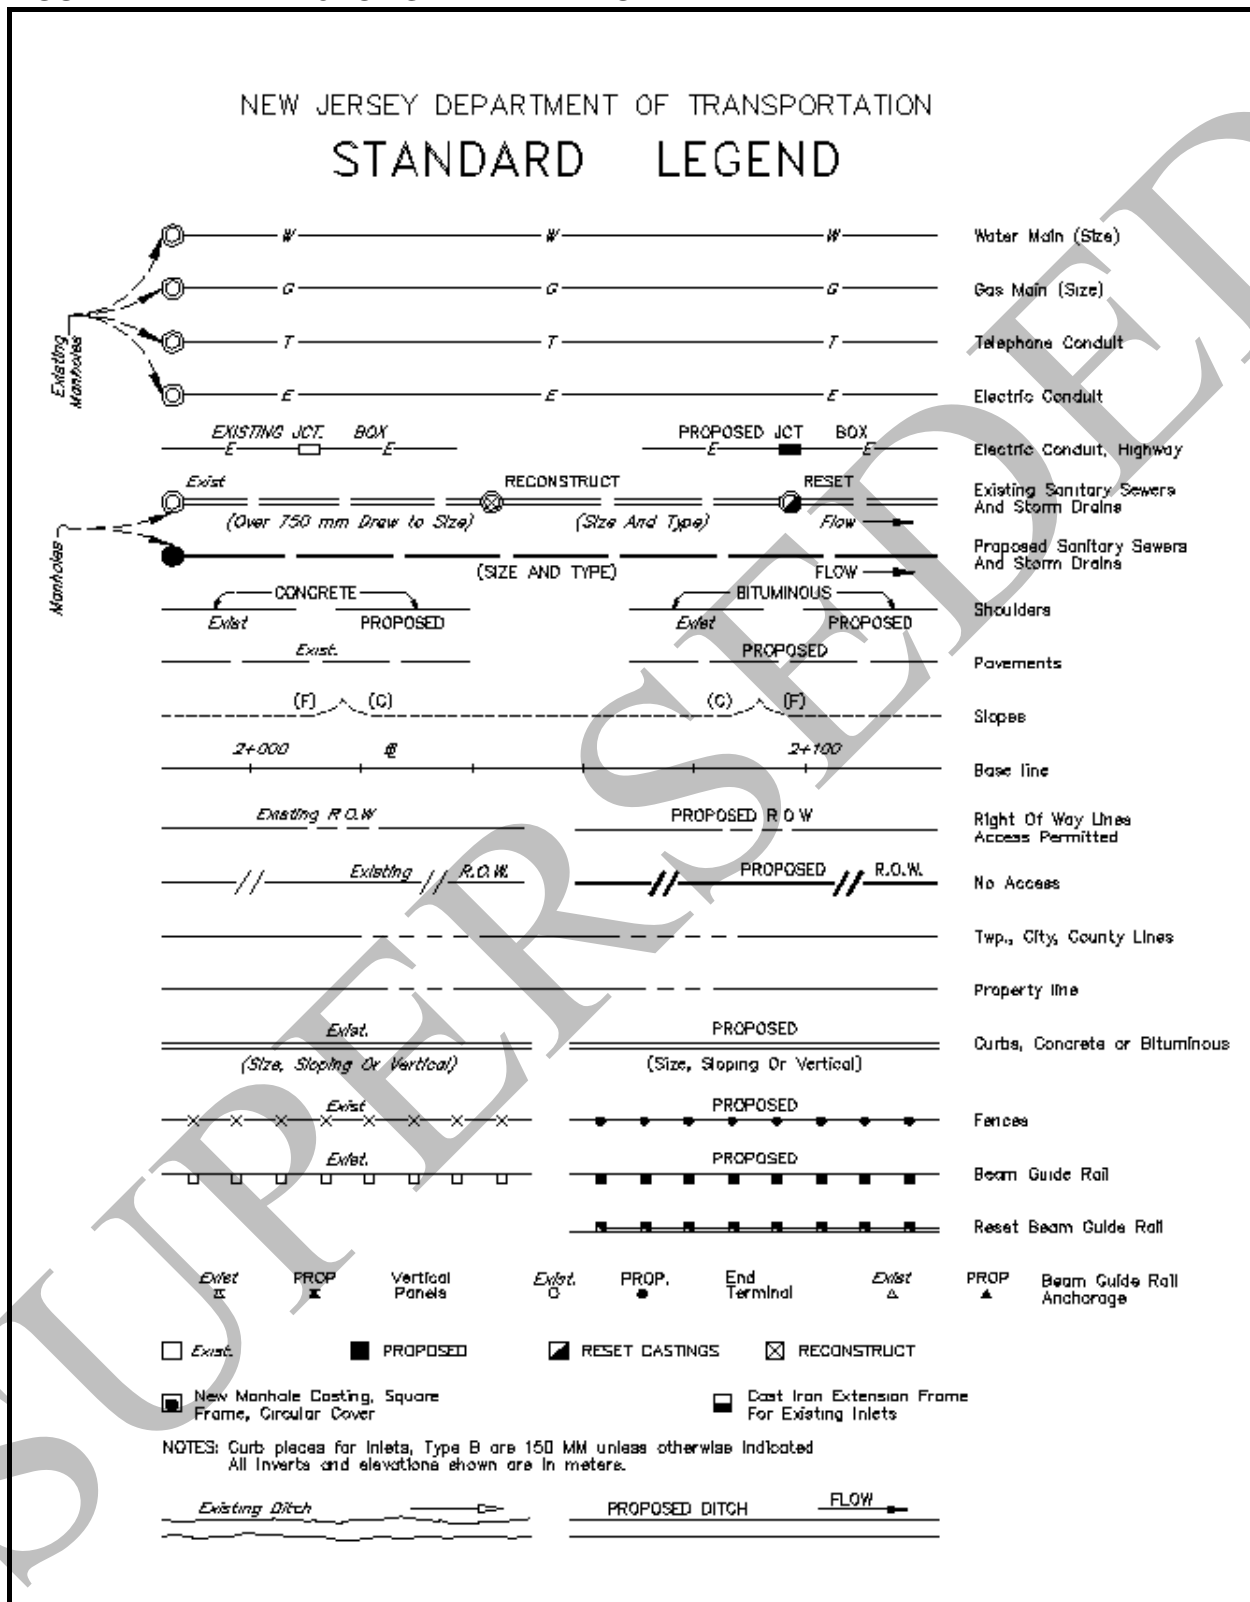 NEW JERSEY DEPARTMENT OF TRANSPORTATION
STANDARD LEGEND
W W W Water Main (Size)
G G G Gas Main (Size)
T T T Telephone Conduit
Existing
Manholes
E E E Electric Conduit
EXISTING JCT. BOX PROPOSED JCT BOX
E E E E Electric Conduit, Highway
Exist RECONSTRUCT RESET Existing Sanitary Sewers
And Storm Drains
(Over 750 mm Draw to Size) (Size And Type) Flow
Manholes
Proposed Sanitary Sewers
And Storm Drains
(SIZE AND TYPE) FLOW
CONCRETE BITUMINOUS
Exist PROPOSED Exist PROPOSED Shoulders
Exist. PROPOSED Pavements
(F) (C) (C) (F) Slopes
2+000 2+100 Base line
Existing R O.W PROPOSED R O W Right Of Way Lines
Access Permitted
Existing R.O.W. PROPOSED R.O.W. No Access
Twp., City, County Lines
Property line
Exist. PROPOSED Curbs, Concrete or Bituminous
(Size, Sloping Or Vertical) (Size, Sloping Or Vertical)
Exist PROPOSED Fences
Exist. PROPOSED Beam Guide Rail
Reset Beam Guide Rail
Exist PROP Vertical
Panels
Exist. PROP. End
Terminal
Exist PROP Beam Guide Rail
Anchorage
Exist. PROPOSED RESET CASTINGS RECONSTRUCT
New Manhole Casting, Square
Frame, Circular Cover
Cast Iron Extension Frame
For Existing Inlets
NOTES: Curb pieces for Inlets, Type B are 150 MM unless otherwise Indicated
All Inverts and elevations shown are In meters.
Existing Ditch PROPOSED DITCH FLOW
SUPERSEDED